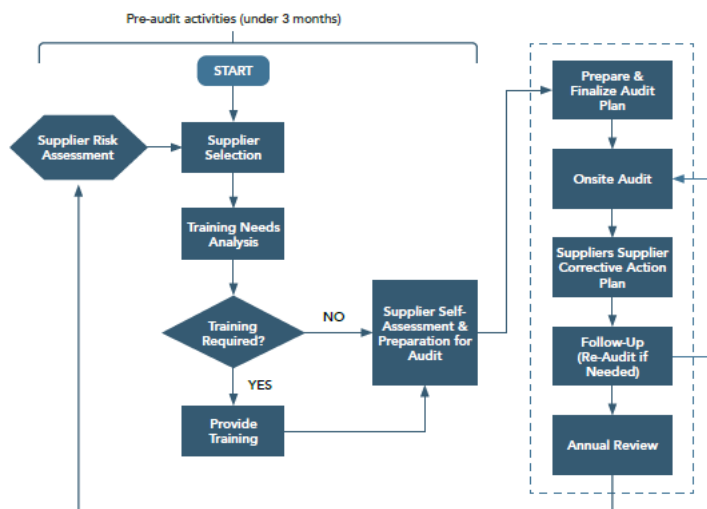 Pre-audit activities (under 3 months)
START
Supplier Risk
Assessment
Supplier
Selection
Training Needs
Analysis
Training
Required?
NO
YES
Provide
Training
Supplier Self-
Assessment &
Preparation for
Audit
Prepare &
Finalize Audit
Plan
Onsite Audit
Suppliers Supplier
Corrective Action
Plan
Follow-Up
(Re-Audit if
Needed)
Annual Review